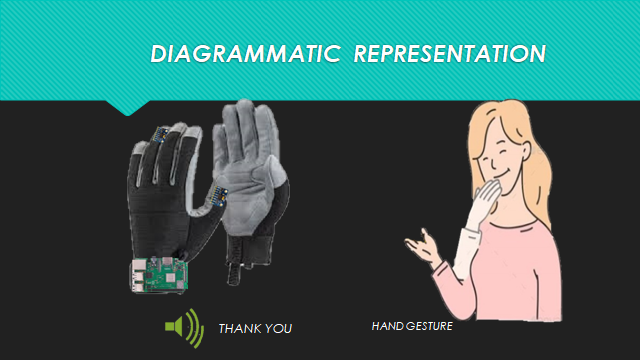 DIAGRAMMATIC REPRESENTATION
THANK YOU
HAND GESTURE